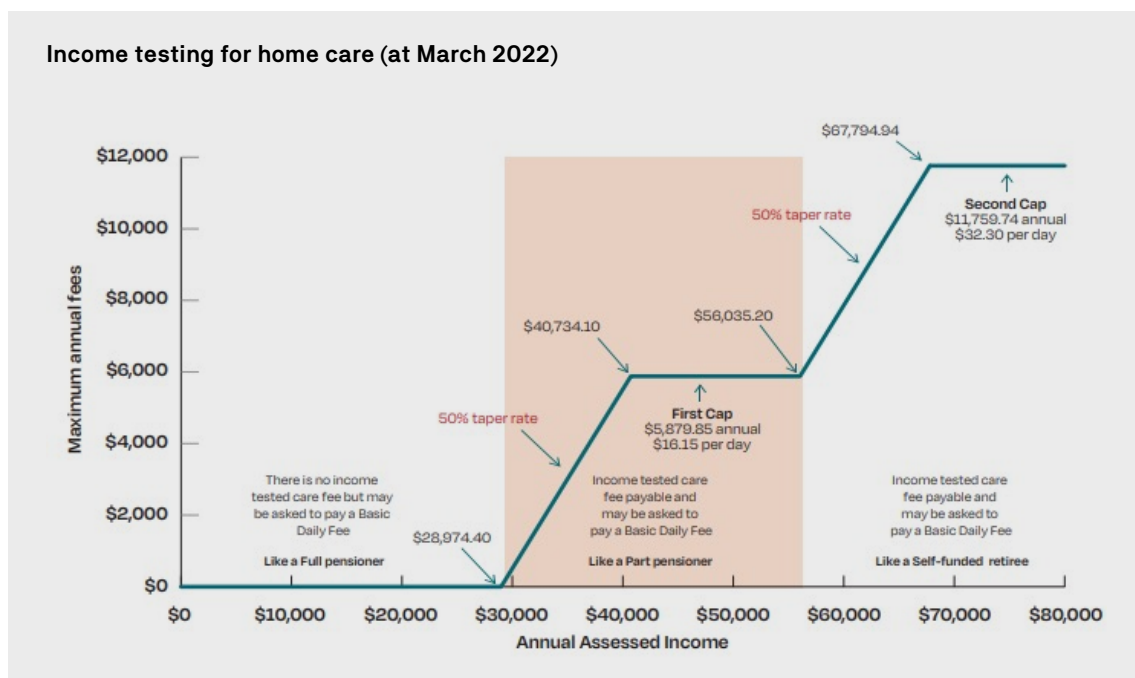 Income testing for home care (at March 2022)
$67,794.94
$12,000
Second Cap
$11,759.74 annual
$32.30 per day
50% taper rate
$10,000
Maximum annual fees
$8,000
$56,035.20
$40,734.10
$6,000
First Cap
$5,879.85 annual
$16.15 per day
50% taper rate
$4,000
There is no income
tested care fee but may
be asked to pay a Basic
Daily Fee
Like a Full pensioner
Income tested care
fee payable and
may be asked to
pay a Basic Daily Fee
Like a Part pensioner
Income tested care
fee payable and
may be asked to
pay a Basic Daily Fee
Like a Self-funded retiree
$2,000
$28,974.40
$0
$0
$10,000
$20,000
$30,000
$40,000
$50,000
$60,000
$70,000
$80,000
Annual Assessed Income